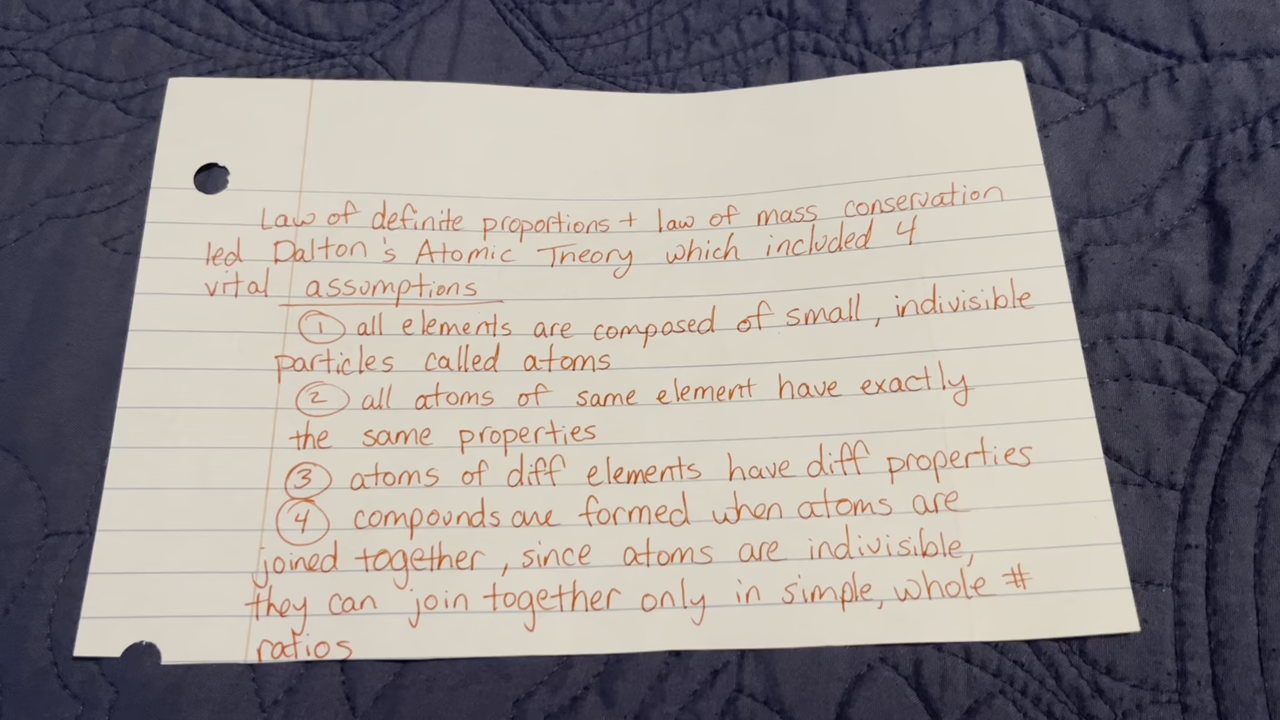 Law of definite proportions + law of mass conservation
led Dalton's Atomic Theory which included 4
vital assumptions
① all elements are composed of small, indivisible
particles called atoms
② all atoms of same element have exactly
the same properties
③ atoms of diff elements have diff properties
④ compounds are formed when atoms are
joined together, since atoms are indivisible,
they can join together only in simple, whole #
ratios